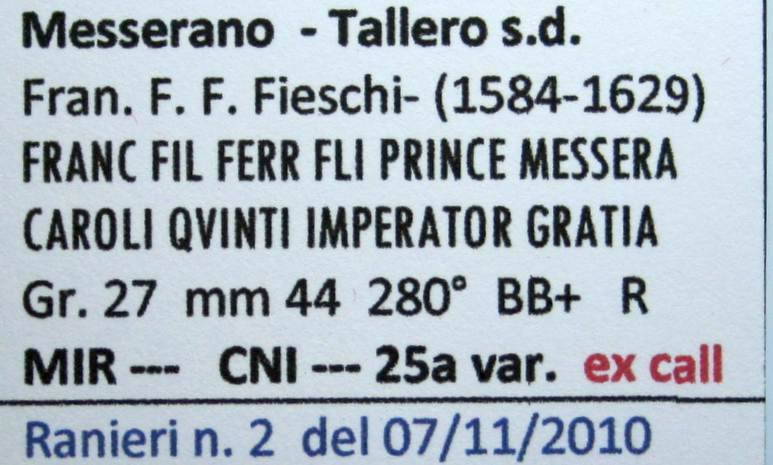 Messerano - Tallero s.d.
Fran. F. F. Fieschi- (1584-1629)
FRANC FIL FERR FLI PRINCE MESSERA
CAROLI QVINTI IMPERATOR GRATIA
Gr. 27 mm 44 280° BB+ R
MIR --- CNI --- 25a var. ex call
Ranieri n. 2 del 07/11/2010